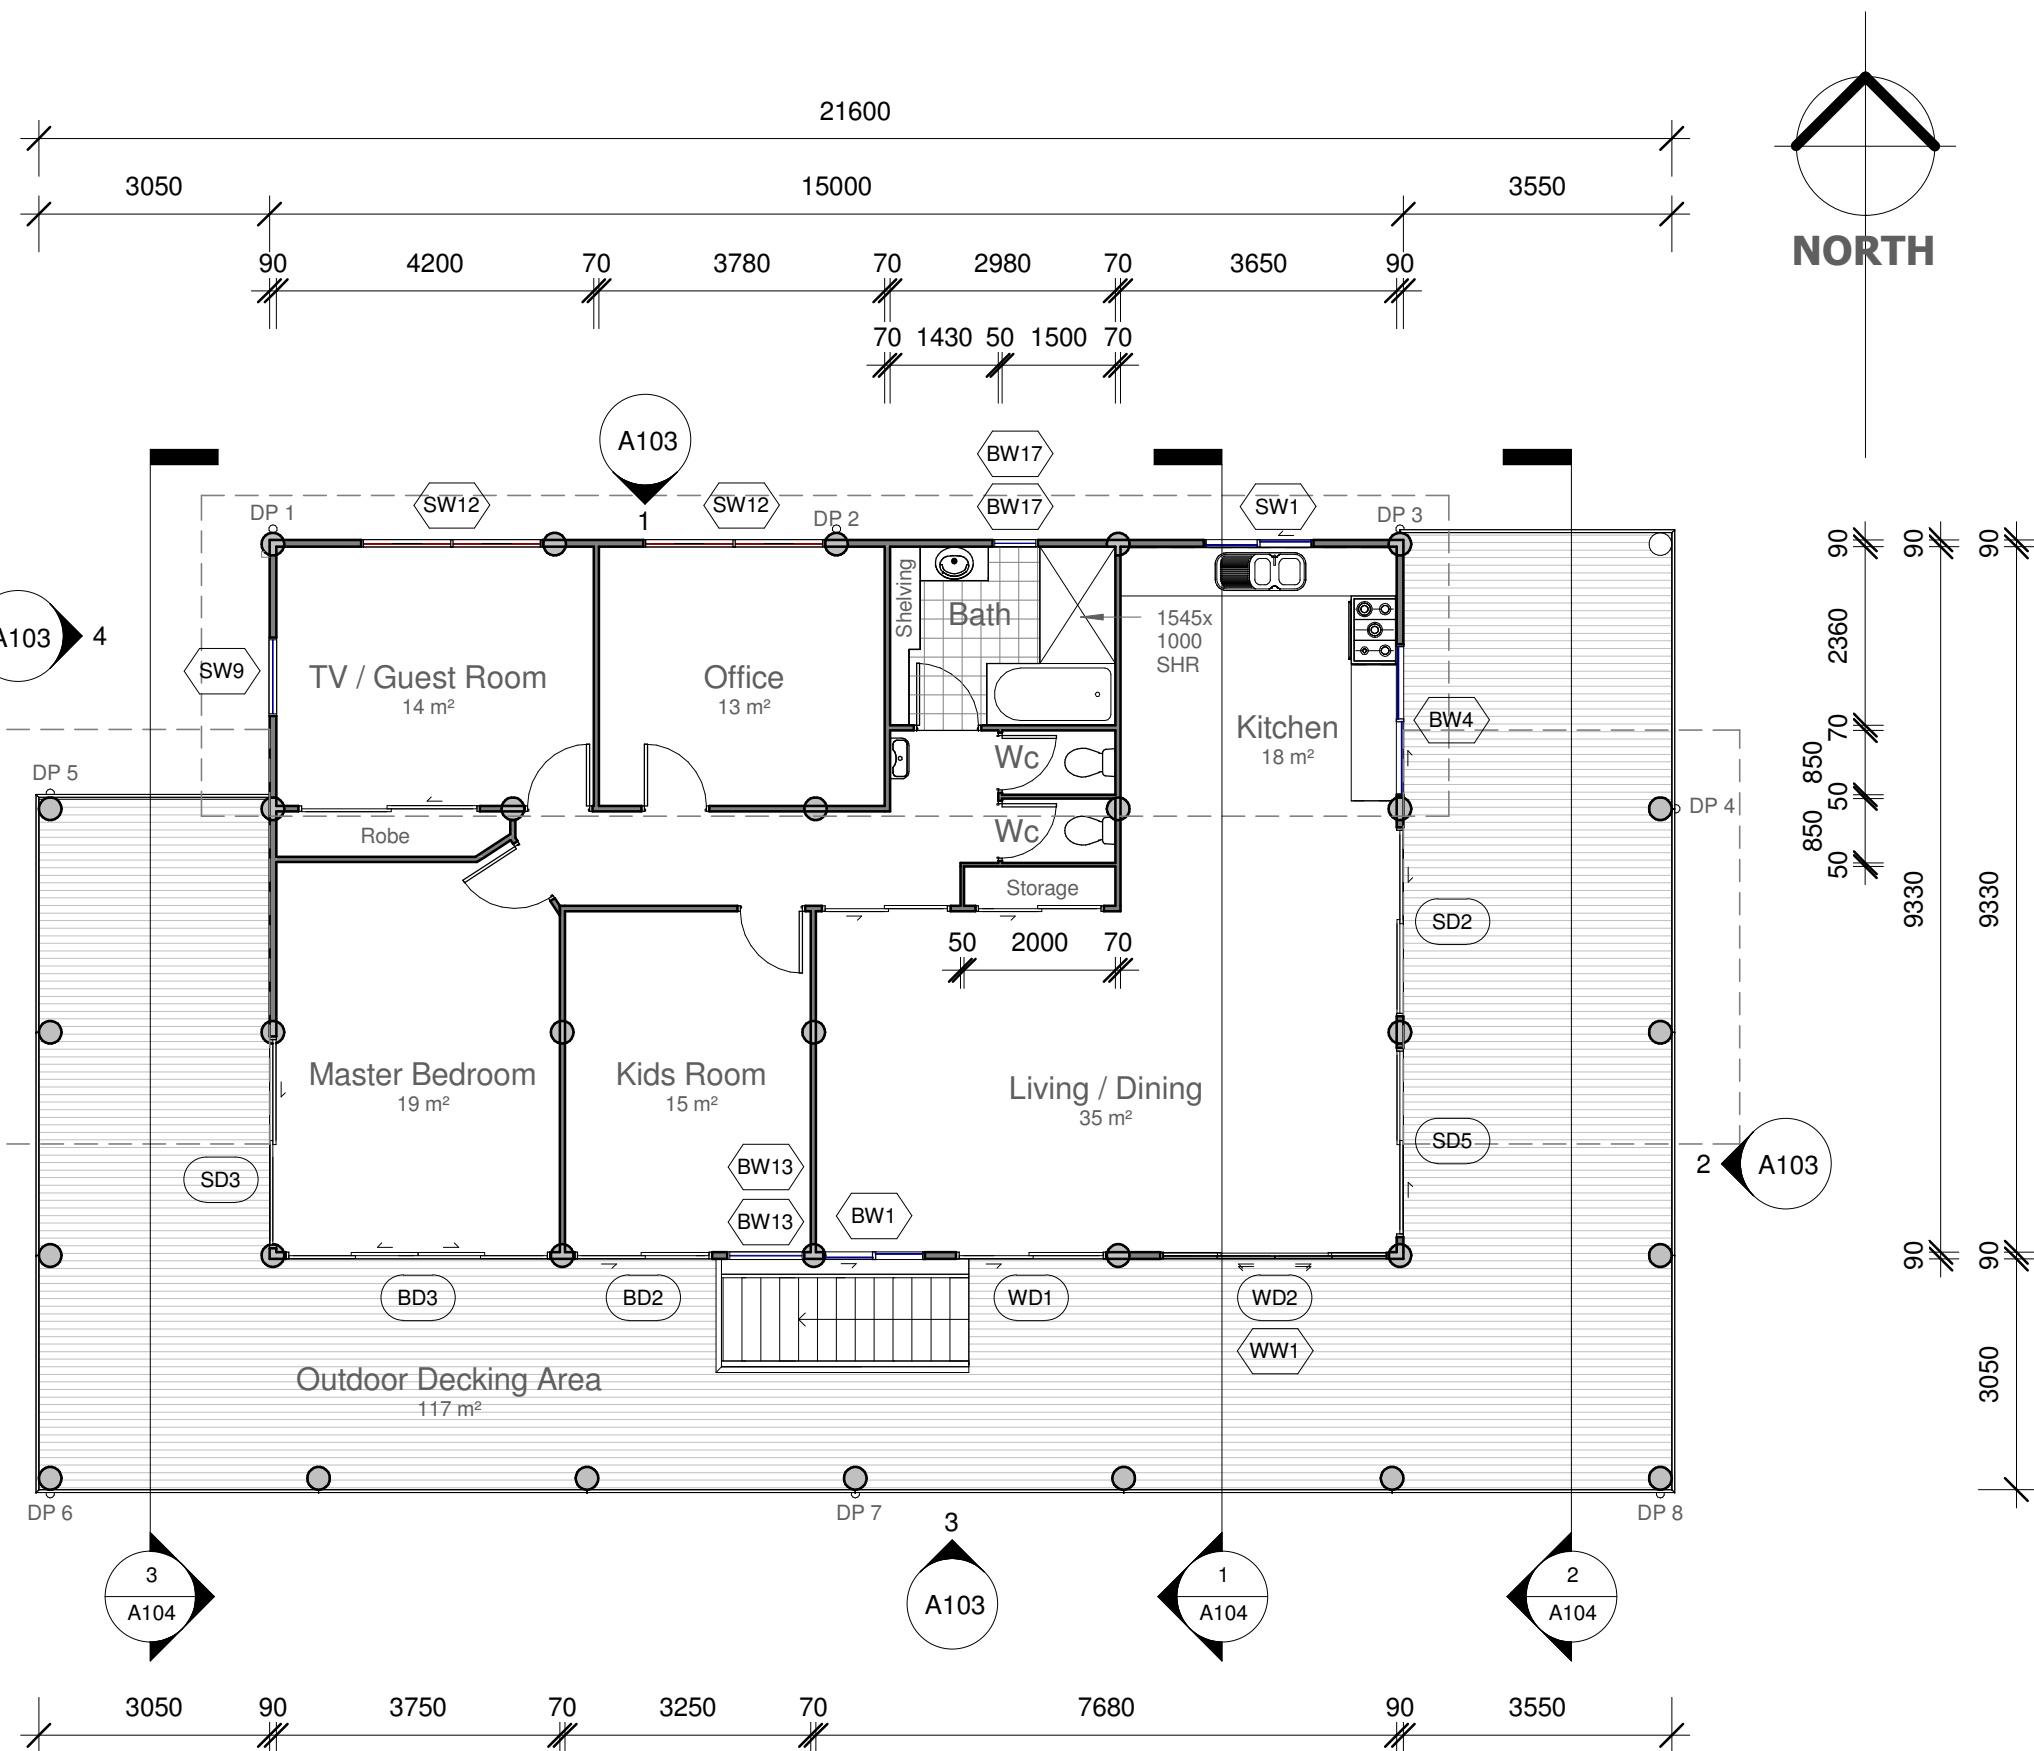 21600
3050 15000 3550
NORTH
90 4200 70 3780 70 2980 70 3650 90
70 1430 50 1500 70
A103
1
BW17
SW12 SW12 BW17 SW1
DP 1 DP 2 DP 3
90 90 90
A103 4
SW9
Shelving
Bath
1545x
1000
SHR
2360
TV / Guest Room
14 m²
Office
13 m²
Kitchen
18 m²
BW4
70
Wc
850
DP 5
50
DP 4
Wc
850
Robe
50
Storage
9330 9330
SD2
50 2000 70
Master Bedroom
19 m²
Kids Room
15 m²
Living / Dining
35 m²
SD5
2 A103
SD3
BW13
BW13
BW1
90 90
BD3 BD2 WD1 WD2
WW1
3050
Outdoor Decking Area
117 m²
DP 6 DP 7 DP 8
3
A103
3
A104
1
A104
2
A104
3050 90 3750 70 3250 70 7680 90 3550